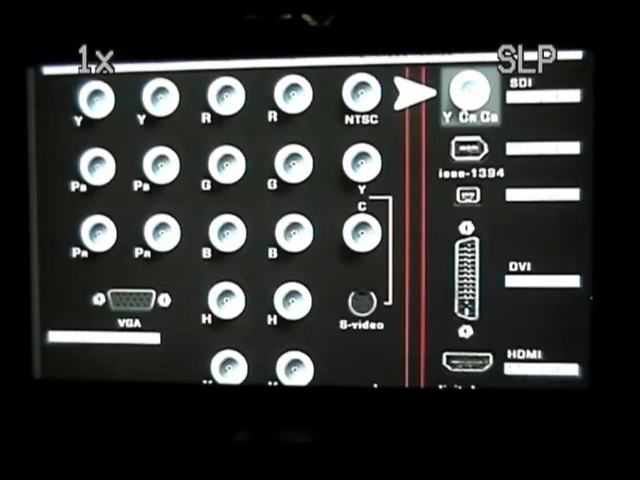 1x SLP
SDI
Y Y R R NTSC Y CR CB
ieee-1394
PB PB G G Y
C
PR PR B B
DVI
H H
VGA S-video
HDMI